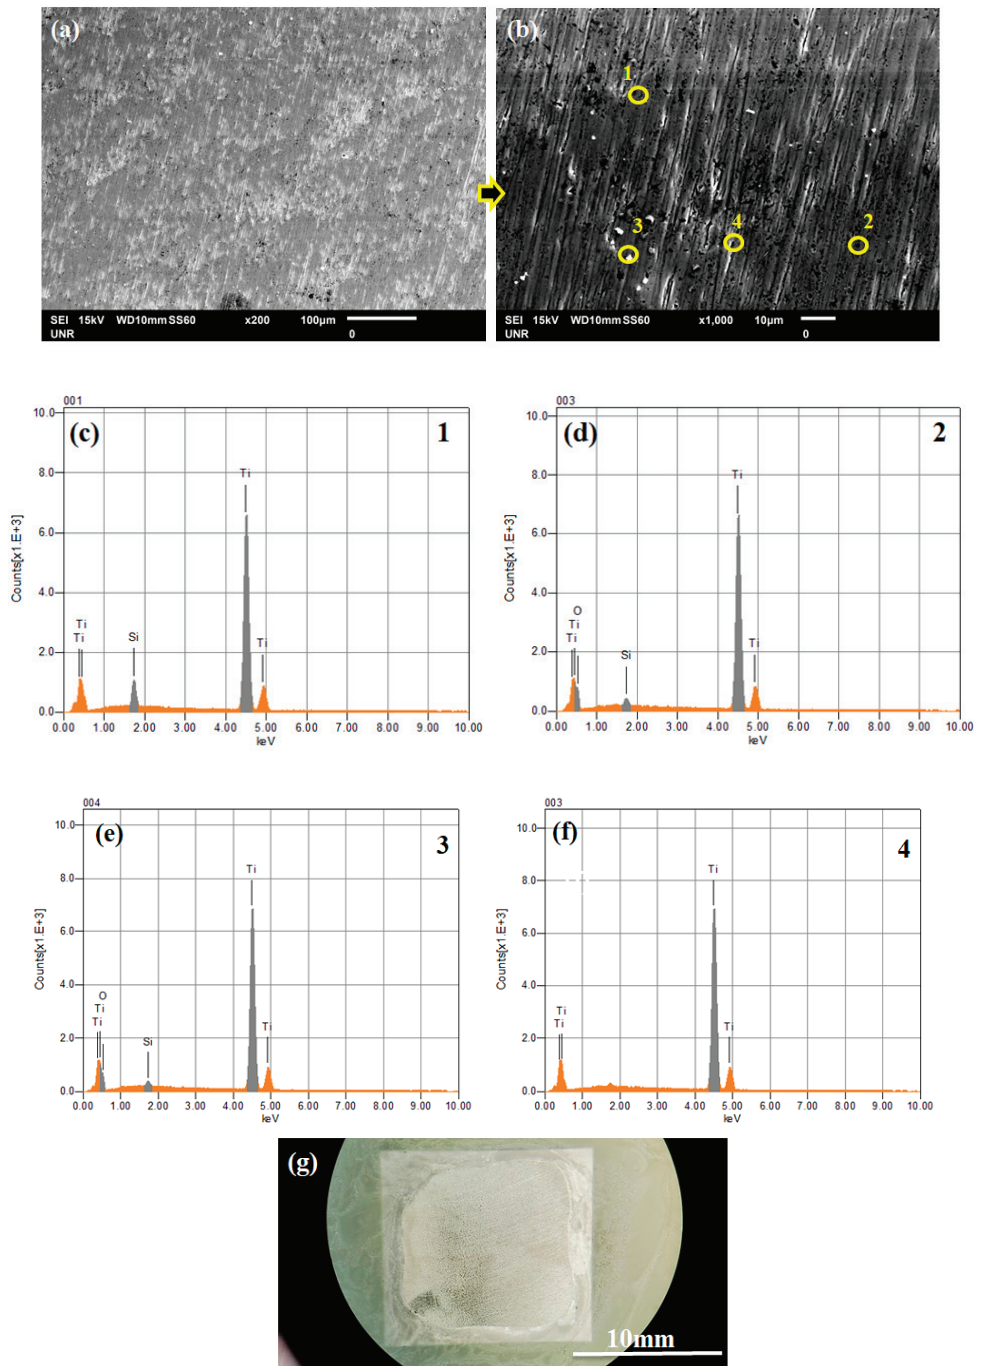 (a)
SEI 15kV WD10mmSS60 x200 100µm
UNR 0
(b)
1
3
4
2
SEI 15kV WD10mmSS60 x1,000 10µm
UNR 0
001
(c)
1
Counts[x1.E+3]
10.0
8.0
6.0
4.0
2.0
0.0
Ti
Ti
Ti
Si
Ti
0.00 1.00 2.00 3.00 4.00 5.00 6.00 7.00 8.00 9.00 10.00
keV
003
(d)
2
Counts[x1.E+3]
10.0
8.0
6.0
4.0
2.0
0.0
Ti
O
Ti
Ti
Si
Ti
0.00 1.00 2.00 3.00 4.00 5.00 6.00 7.00 8.00 9.00 10.00
keV
004
(e)
3
Counts[x1.E+3]
10.0
8.0
6.0
4.0
2.0
0.0
Ti
O
Ti
Ti
Si
Ti
0.00 1.00 2.00 3.00 4.00 5.00 6.00 7.00 8.00 9.00 10.00
keV
003
(f)
4
Counts[x1.E+3]
10.0
8.0
6.0
4.0
2.0
0.0
Ti
Ti
Ti
Ti
0.00 1.00 2.00 3.00 4.00 5.00 6.00 7.00 8.00 9.00 10.00
keV
(g)
10mm